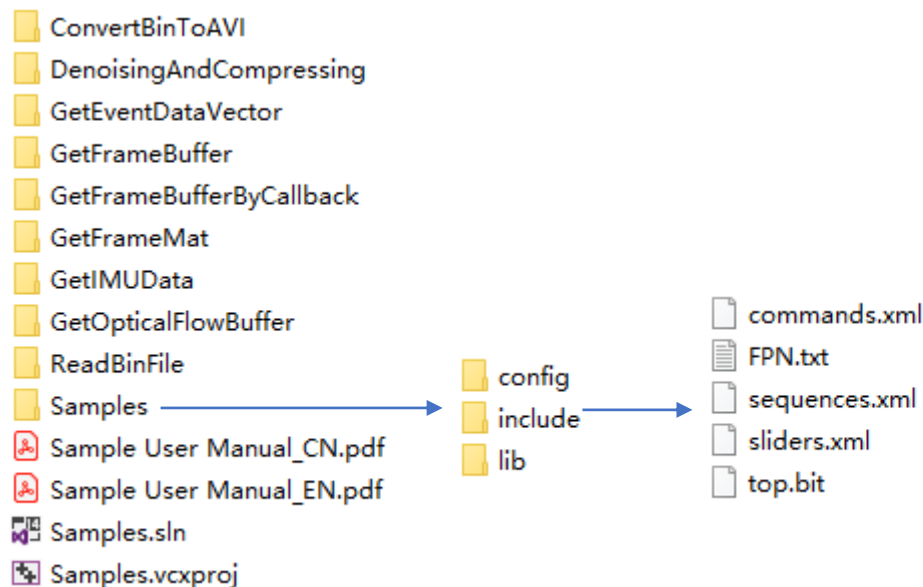 ConvertBinToAVI
DenoisingAndCompressing
GetEventDataVector
GetFrameBuffer
GetFrameBufferByCallback
GetFrameMat
GetIMUData
GetOpticalFlowBuffer
ReadBinFile
Samples
Sample User Manual_CN.pdf
Sample User Manual_EN.pdf
Samples.sln
Samples.vcxproj
config
include
lib
commands.xml
FPN.txt
sequences.xml
sliders.xml
top.bit